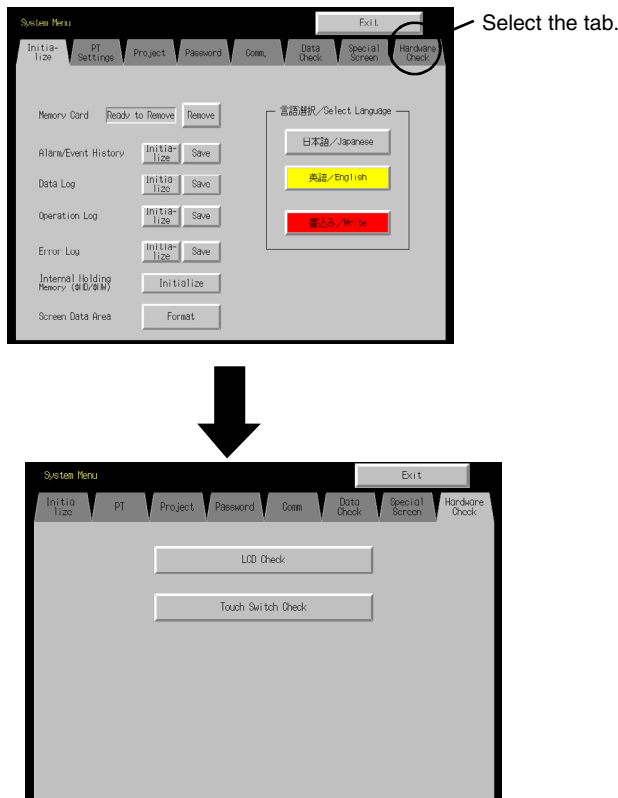 System Menu
Exit
Select the tab.
Initia-
lize
PT
Settings
Project
Password
Comm.
Data
Check
Special
Screen
Hardware
Check
Memory Card
Ready to Remove
Remove
言語選択／Select Language
日本語／Japanese
英語／English
書込み／Write
Alarm/Event History
Initia-
lize
Save
Data Log
Initia-
lize
Save
Operation Log
Initia-
lize
Save
Error Log
Initia-
lize
Save
Internal Holding
Memory ($HD/$HW)
Initialize
Screen Data Area
Format
System Menu
Exit
Initia
lize
PT
Project
Password
Comm
Data
Check
Special
Screen
Hardware
Check
LCD Check
Touch Switch Check